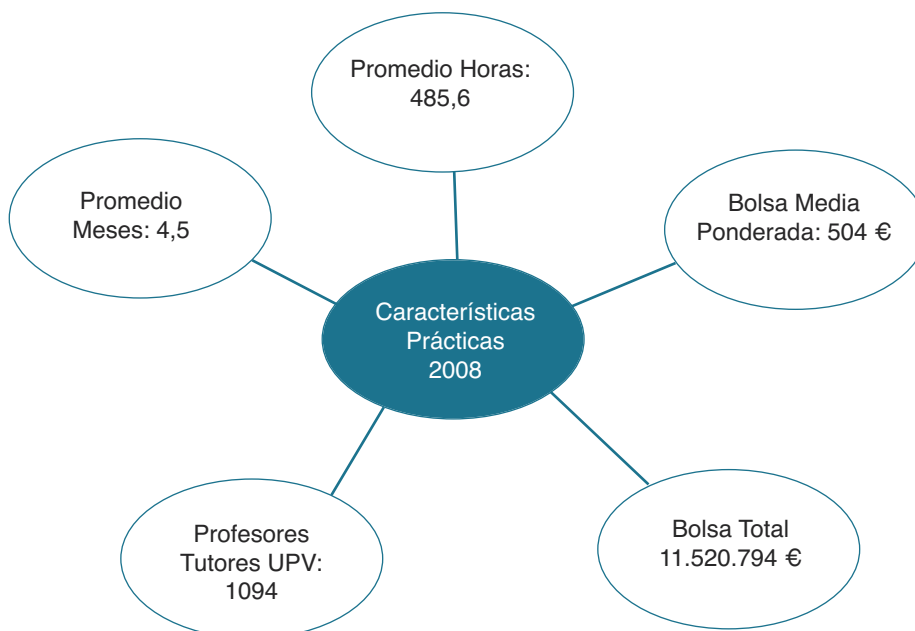 Promedio Horas:
485,6
Promedio
Meses: 4,5
Bolsa Media
Ponderada: 504 €
Características
Prácticas
2008
Profesores
Tutores UPV:
1094
Bolsa Total
11.520.794 €